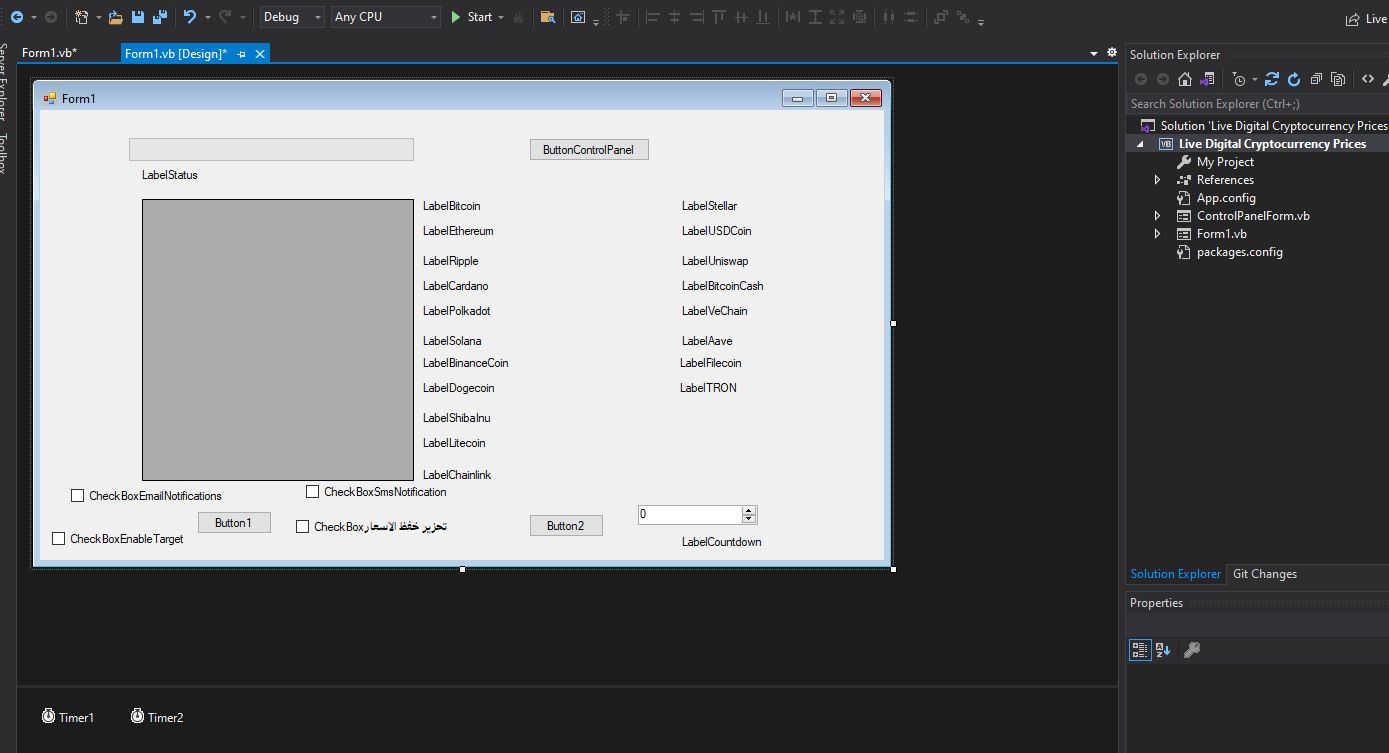 Debug
Any CPU
Start
Live
Server Explorer
Toolbox
Form1.vb*
Form1.vb [Design]*
Form1
ButtonControlPanel
LabelStatus
LabelBitcoin
LabelStellar
LabelEthereum
LabelUSDCoin
LabelRipple
LabelUniswap
LabelCardano
LabelBitcoinCash
LabelPolkadot
LabelVeChain
LabelSolana
LabelAave
LabelBinanceCoin
LabelFilecoin
LabelDogecoin
LabelTRON
LabelShibaInu
LabelLitecoin
LabelChainlink
CheckBoxEmailNotifications
CheckBoxSmsNotification
Button1
CheckBoxتحزير خفظ الاسعار
Button2
0
CheckBoxEnableTarget
LabelCountdown
Timer1
Timer2
Solution Explorer
Search Solution Explorer (Ctrl+;)
Solution 'Live Digital Cryptocurrency Prices
VB Live Digital Cryptocurrency Prices
My Project
References
App.config
ControlPanelForm.vb
Form1.vb
packages.config
Solution Explorer
Git Changes
Properties